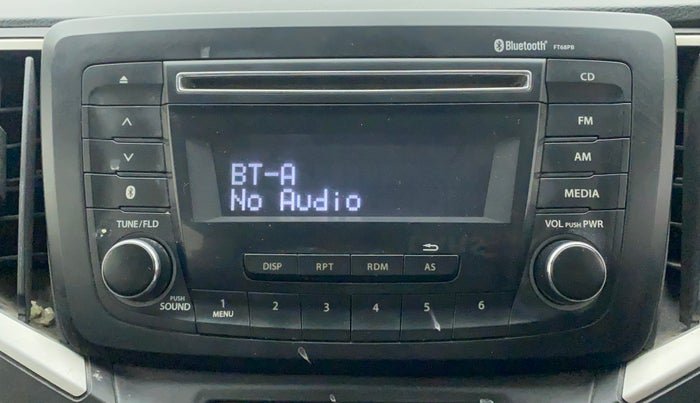 Bluetooth® FT68PB
CD
FM
AM
MEDIA
BT-A
No Audio
TUNE/FLD
VOL PUSH PWR
DISP RPT RDM AS
PUSH
SOUND
1 2 3 4 5 6
MENU